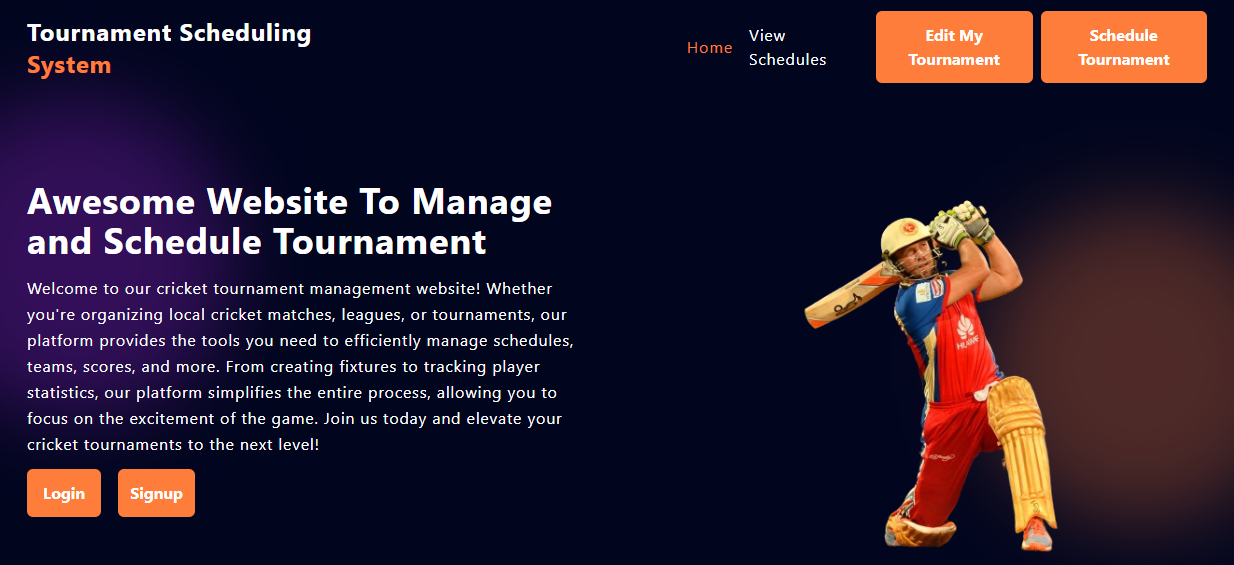 Tournament Scheduling
System
Home
View
Schedules
Edit My
Tournament
Schedule
Tournament
Awesome Website To Manage
and Schedule Tournament
Welcome to our cricket tournament management website! Whether
you're organizing local cricket matches, leagues, or tournaments, our
platform provides the tools you need to efficiently manage schedules,
teams, scores, and more. From creating fixtures to tracking player
statistics, our platform simplifies the entire process, allowing you to
focus on the excitement of the game. Join us today and elevate your
cricket tournaments to the next level!
Login
Signup
HUAWEI